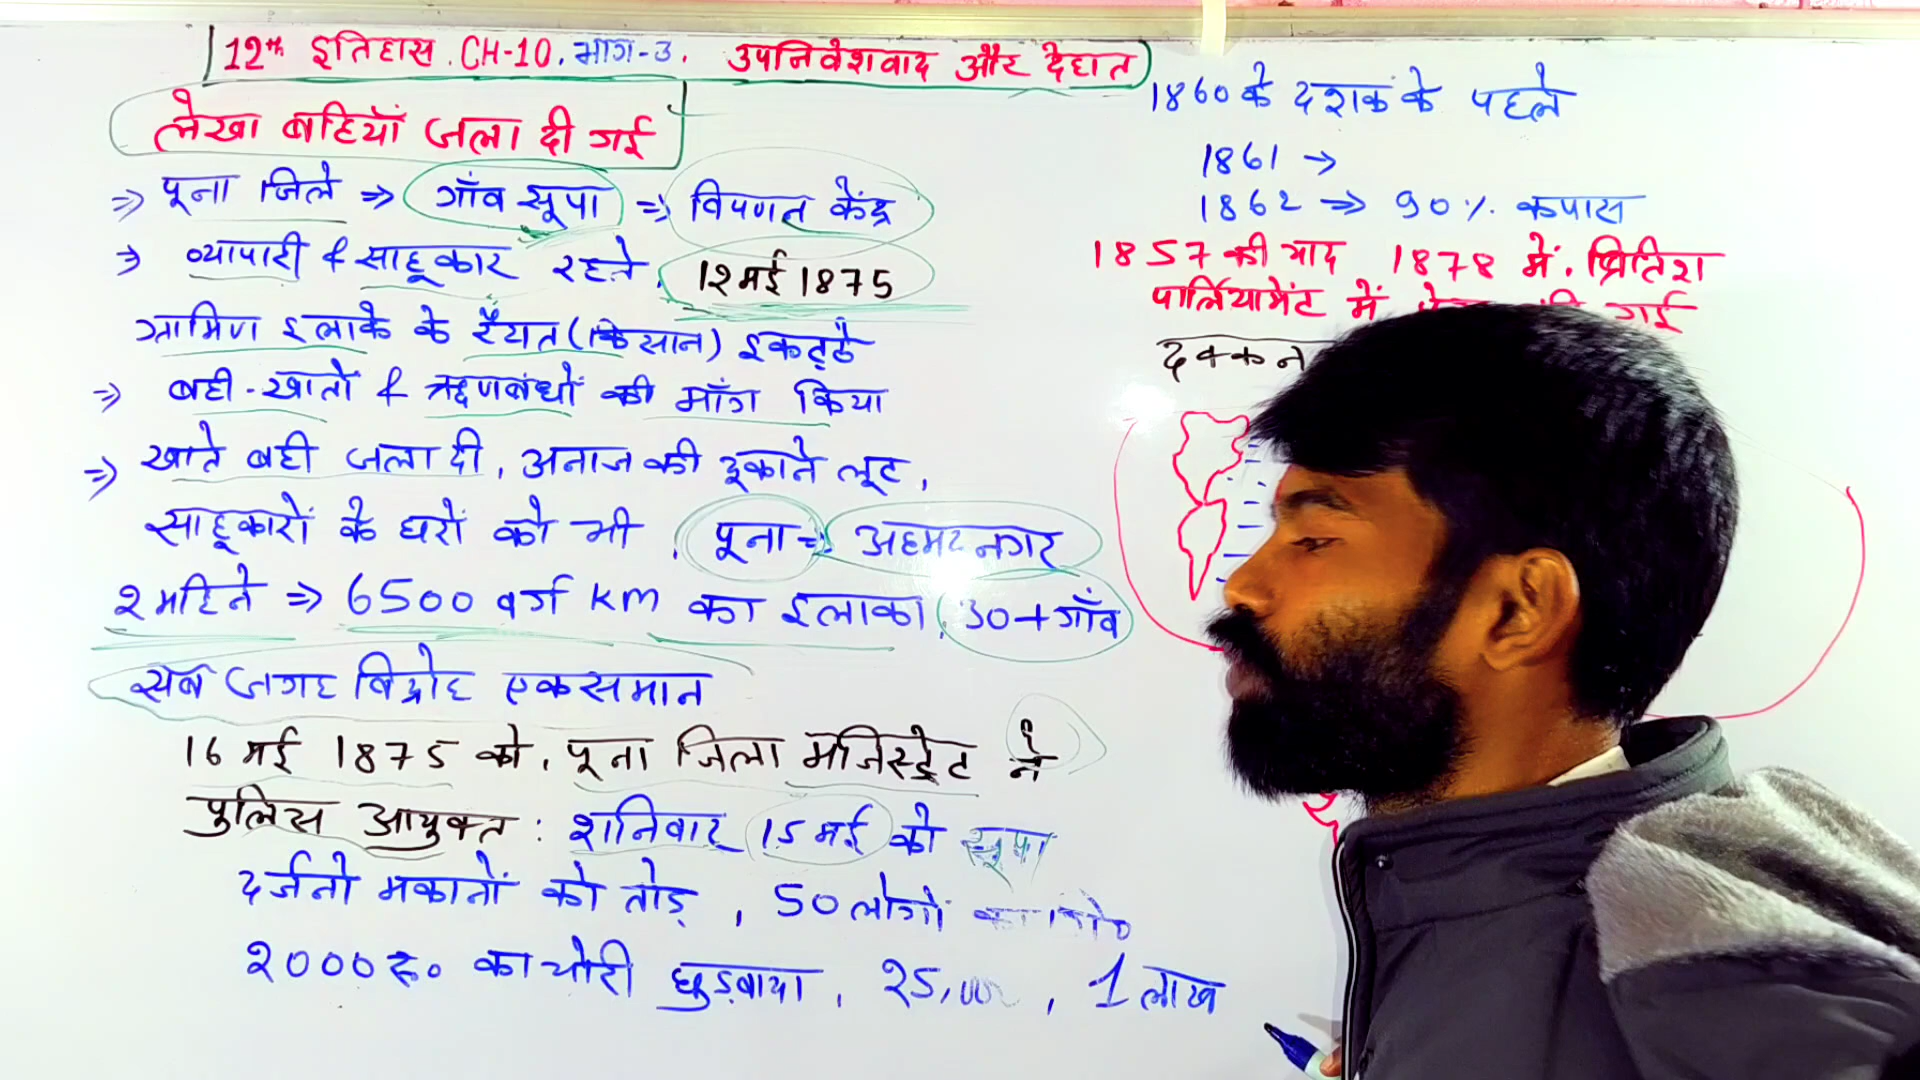 12th इतिहास. CH-10. भाग-3. उपनिवेशवाद और देहात
लेखा बहियाँ जला दी गई
⇒ पूना जिले ⇒ गाँव सूपा ⇒ विपणन केंद्र
⇒ व्यापारी & साहूकार रहते. 12 मई 1875
ग्रामिण इलाके के रैयत (किसान) इकट्ठे
⇒ बही-खातों & ऋणबंधों की माँग किया
⇒ खाते बही जला दी, अनाज की दूकाने लूट,
साहूकारों के घरों को भी, पूना ⇒ अहमदनगर
2 महिने ⇒ 6500 वर्ग km का इलाका, 30+ गाँव
सब जगह विद्रोह एकसमान
16 मई 1875 को, पूना जिला मजिस्ट्रेट ने
पुलिस आयुक्त: शनिवार 15 मई को सूपा
दर्जनो मकानों को तोड़, 50 लोगों
2000 रु० का चोरी छुड़वाया, 25,000, 1 लाख
1860 के दशक के पहले
1861 →
1862 ⇒ 90% कपास
1857 की बाद 1878 में. ब्रिटिश
पार्लियामेंट में गई
दक्कन